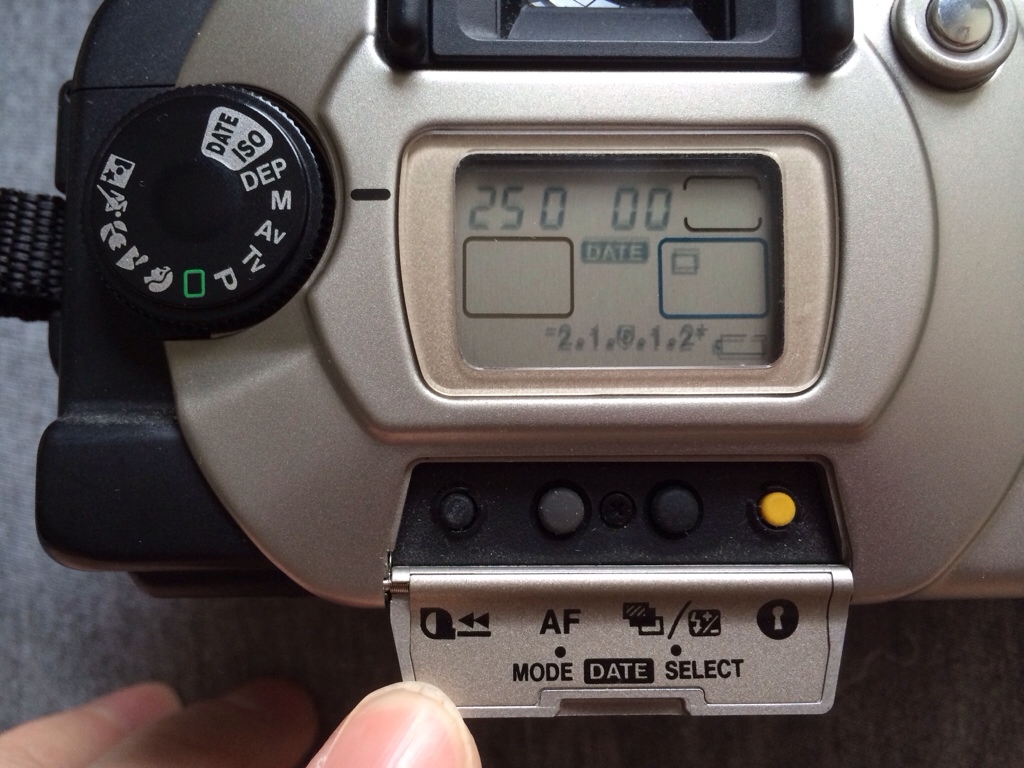 DATE
ISO
DEP
M
Av
Tv
P
250 00
DATE
-2.1.0.1.2+
AF
MODE DATE SELECT